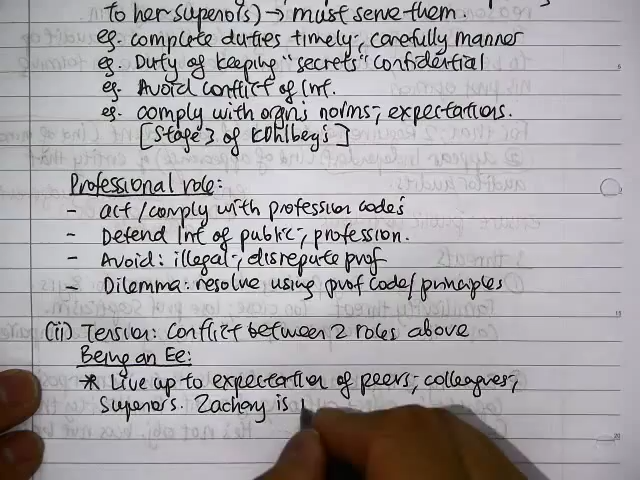 to her superior(s) → must serve them.
eg. complete duties timely, carefully manner
eg. Duty of keeping "secrets" confidential
eg. Avoid conflict of Int.
eg. comply with orgn's norms, expectations.
[Stage 3 of Kohlberg's]
Professional role:
- act/comply with profession code's
- Defend Int of public, profession.
- Avoid: illegal, disrepute prof
- Dilemma: resolve using prof code/principles
(ii) Tension: Conflict between 2 roles above
Being an Ee:
* Live up to expectation of peers, colleagues,
Superiors. Zachary is